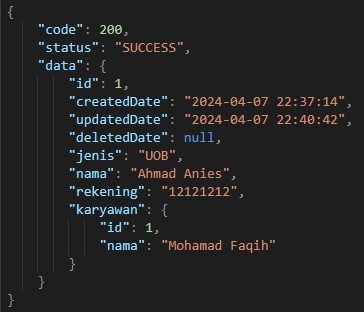 {
    "code": 200,
    "status": "SUCCESS",
    "data": {
        "id": 1,
        "createdDate": "2024-04-07 22:37:14",
        "updatedDate": "2024-04-07 22:40:42",
        "deletedDate": null,
        "jenis": "UOB",
        "nama": "Ahmad Anies",
        "rekening": "12121212",
        "karyawan": {
            "id": 1,
            "nama": "Mohamad Faqih"
        }
    }
}